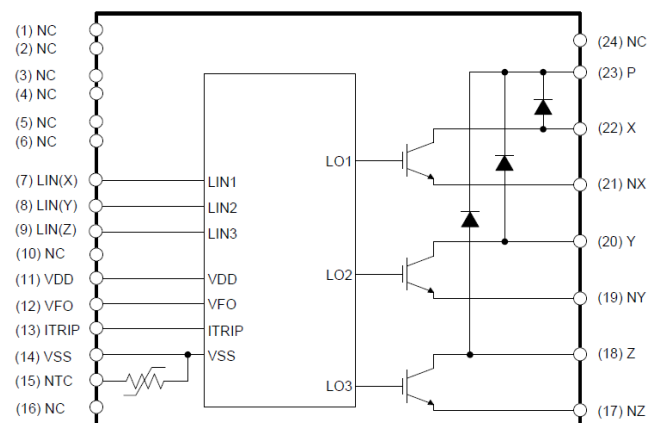 (1) NC
(2) NC
(3) NC
(4) NC
(5) NC
(6) NC
(7) LIN(X)
(8) LIN(Y)
(9) LIN(Z)
(10) NC
(11) VDD
(12) VFO
(13) ITRIP
(14) VSS
(15) NTC
(16) NC
LIN1
LIN2
LIN3
VDD
VFO
ITRIP
VSS
LO1
LO2
LO3
(24) NC
(23) P
(22) X
(21) NX
(20) Y
(19) NY
(18) Z
(17) NZ